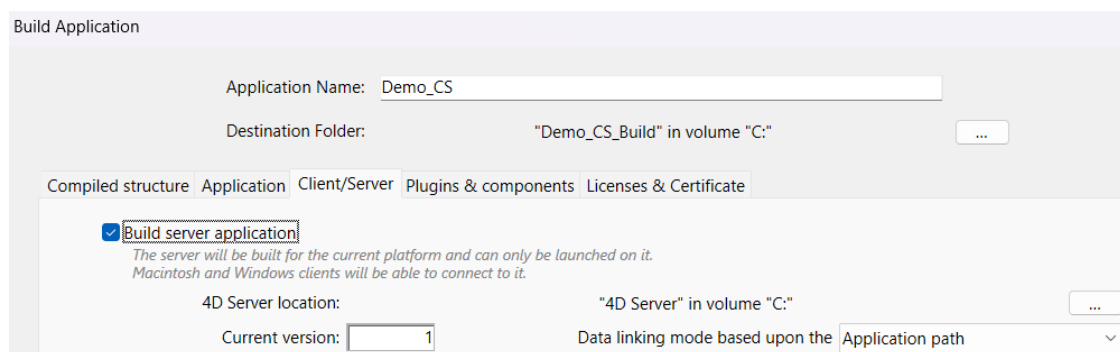 Build Application
Application Name: Demo_CS
Destination Folder: "Demo_CS_Build" in volume "C:" ...
Compiled structure Application Client/Server Plugins & components Licenses & Certificate
Build server application
The server will be built for the current platform and can only be launched on it.
Macintosh and Windows clients will be able to connect to it.
4D Server location: "4D Server" in volume "C:" ...
Current version: 1 Data linking mode based upon the Application path